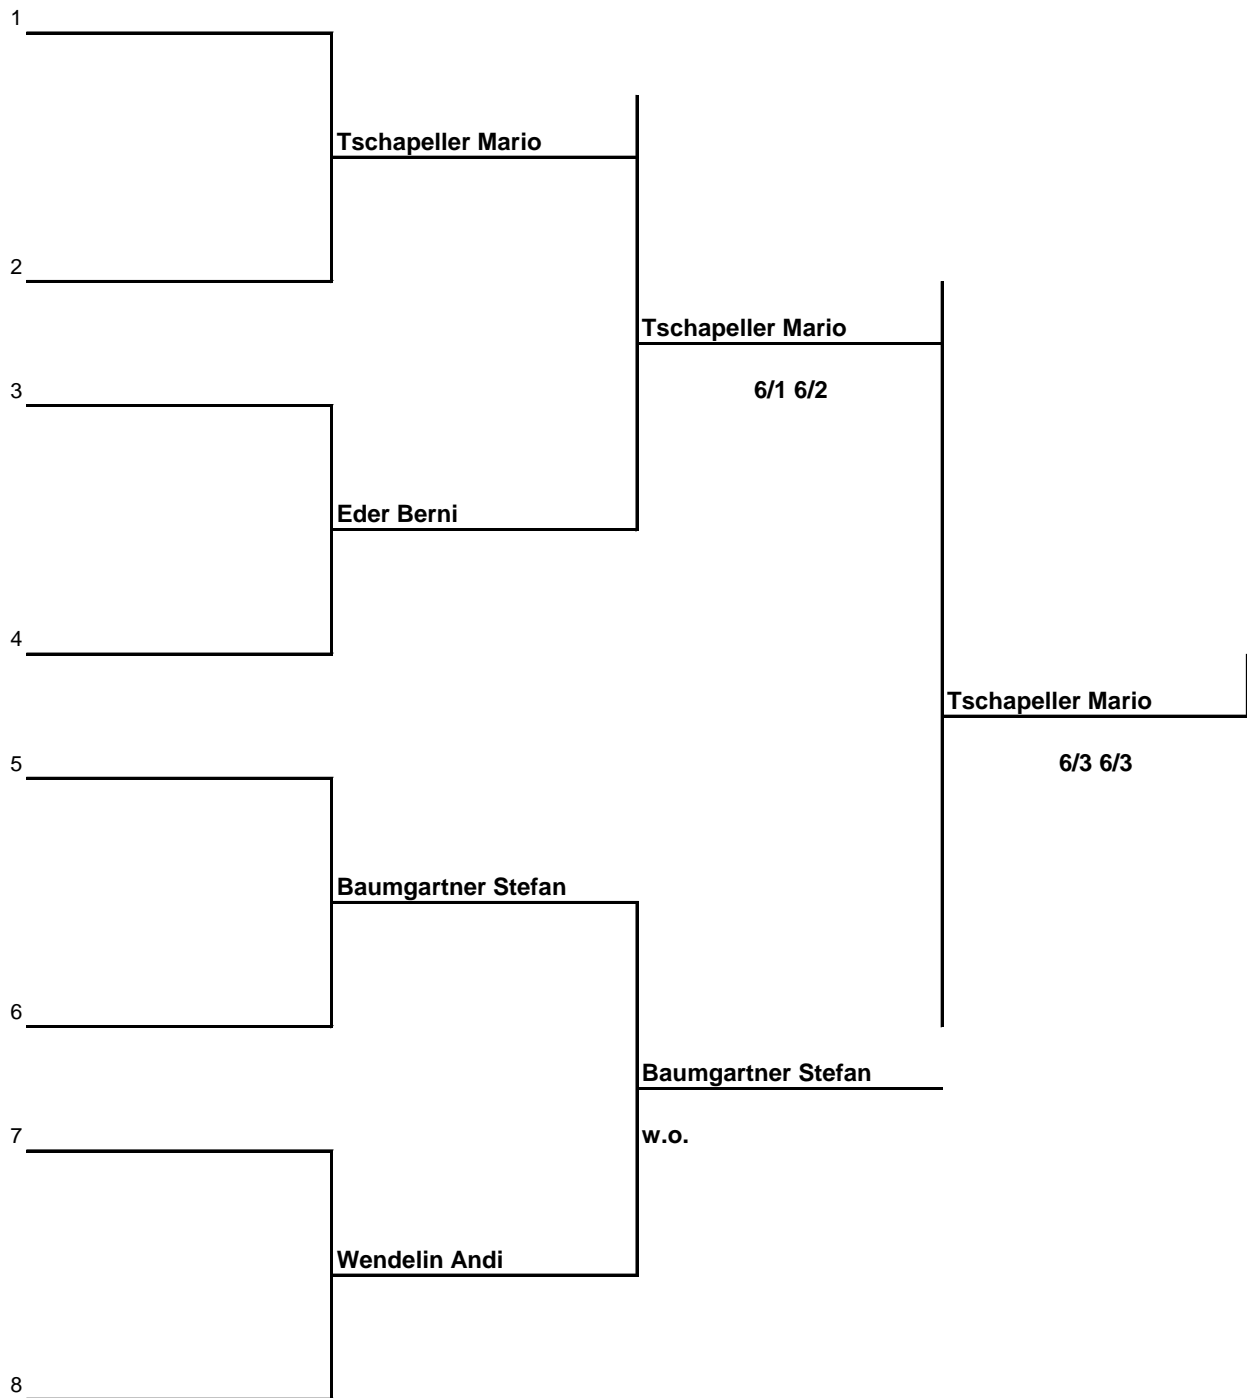 1
Tschapeller Mario
2
Tschapeller Mario
3
6/1 6/2
Eder Berni
4
Tschapeller Mario
5
6/3 6/3
Baumgartner Stefan
6
Baumgartner Stefan
7
w.o.
Wendelin Andi
8